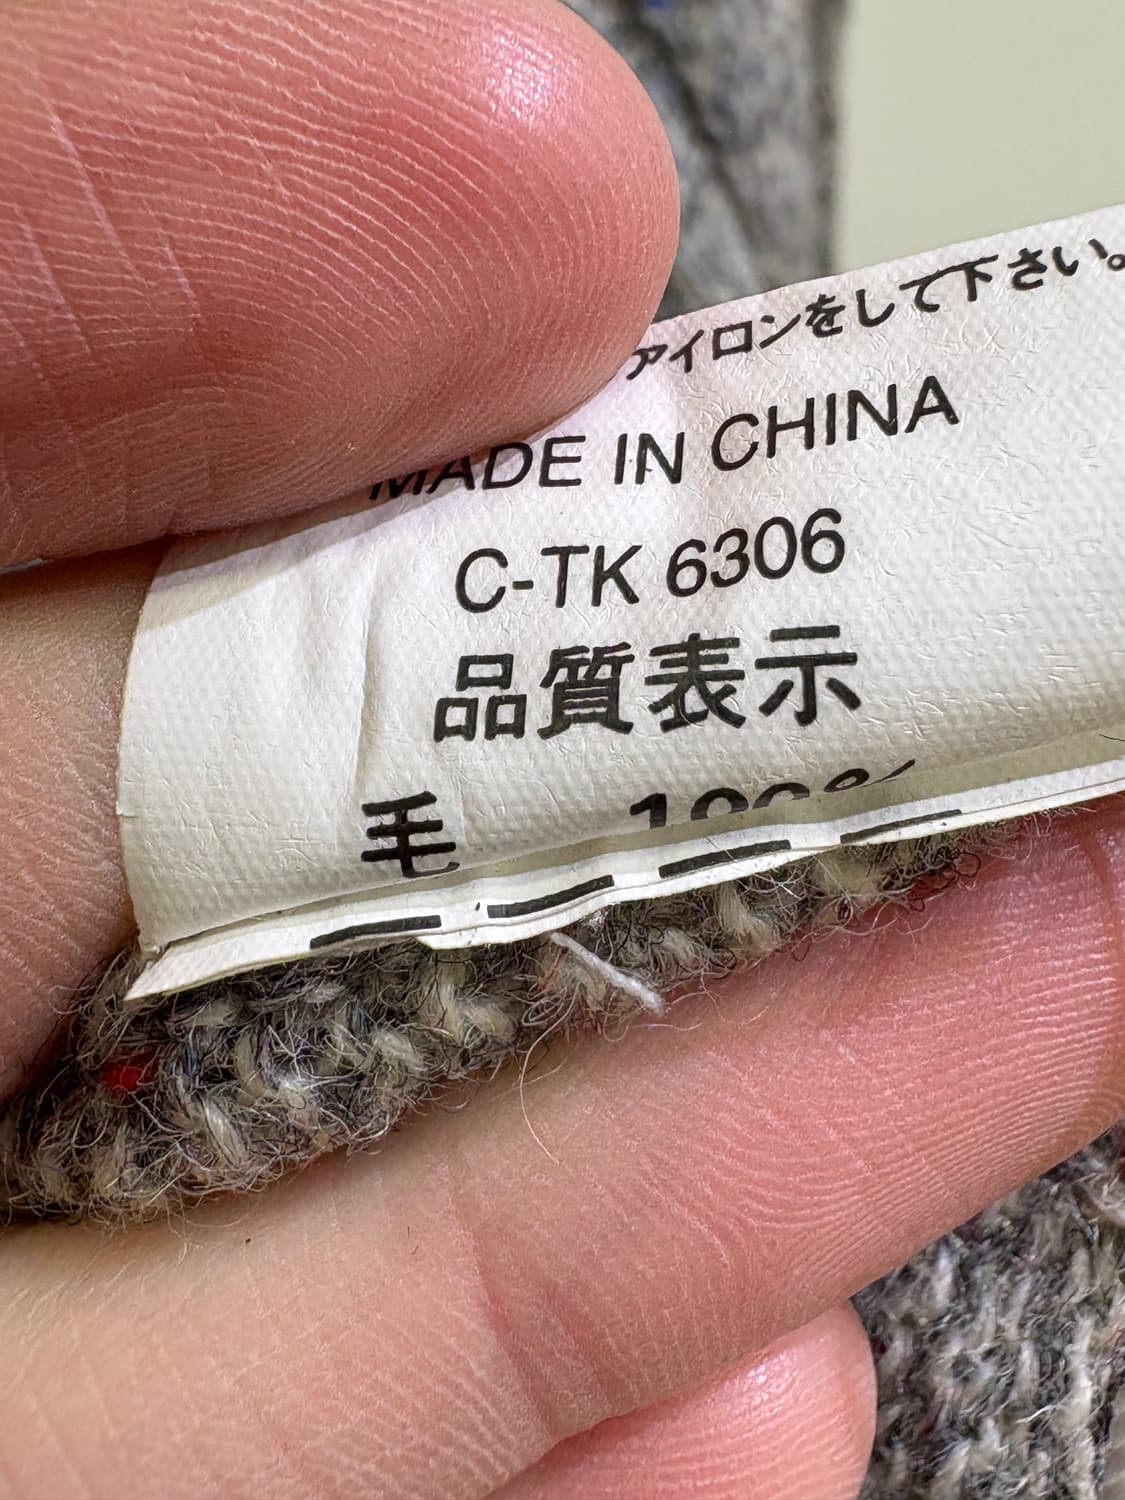 アイロンをして下さい。
MADE IN CHINA
C-TK 6306
品質表示
毛 100%